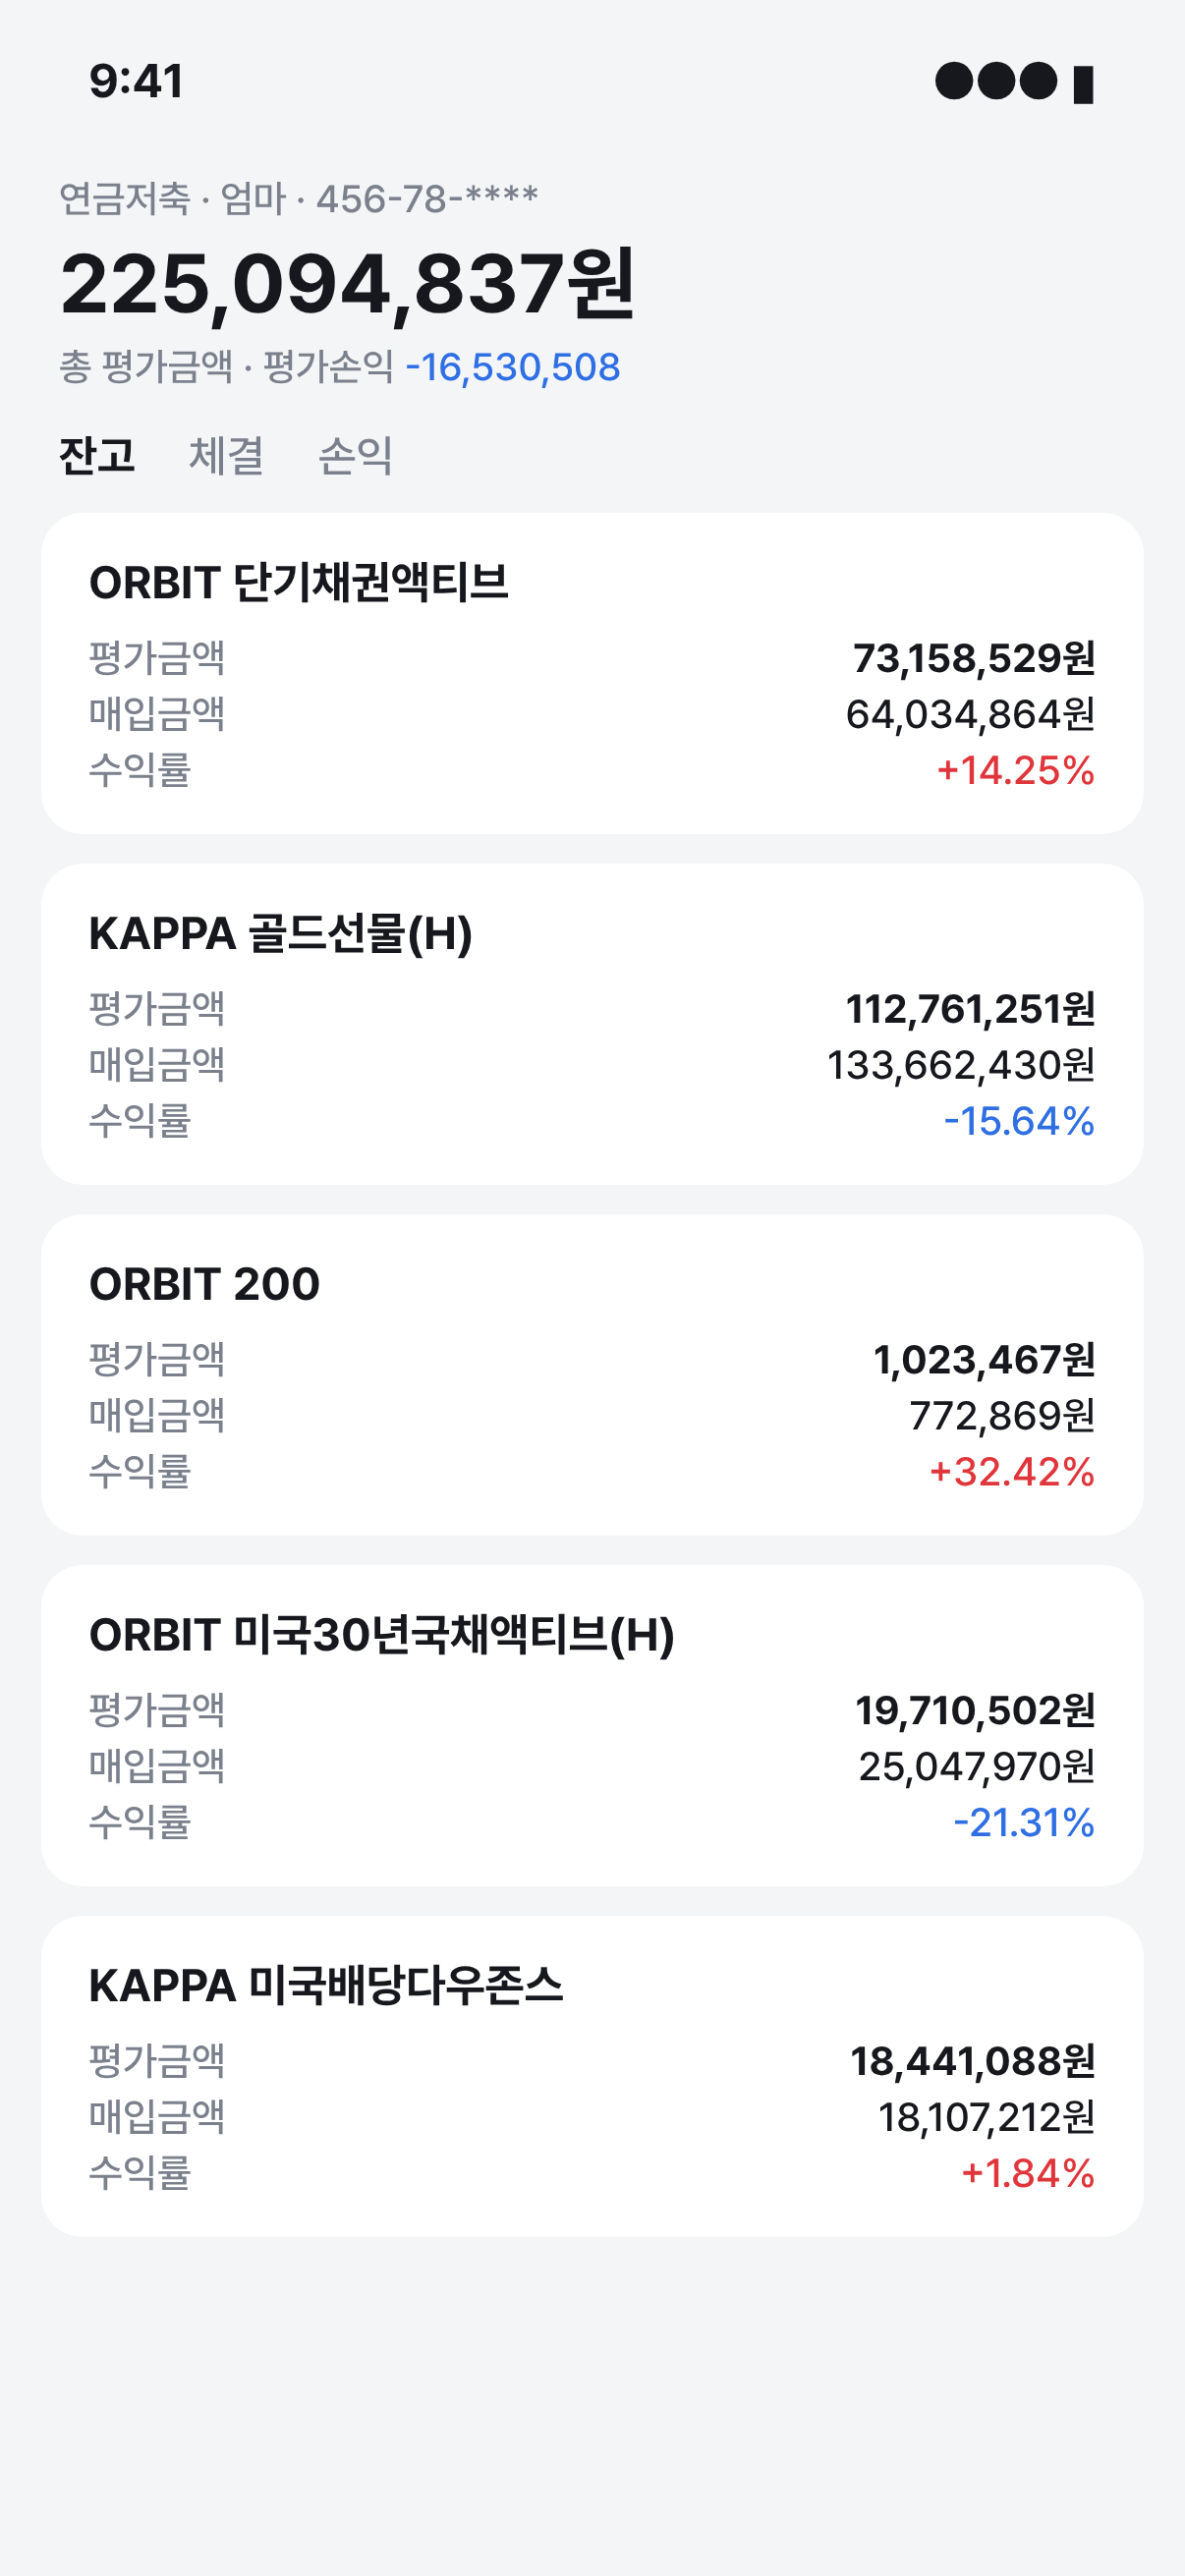 9:41
연금저축 · 엄마 · 456-78-****
225,094,837원
총 평가금액 · 평가손익 -16,530,508
잔고 체결 손익
ORBIT 단기채권액티브
평가금액 73,158,529원
매입금액 64,034,864원
수익률 +14.25%
KAPPA 골드선물(H)
평가금액 112,761,251원
매입금액 133,662,430원
수익률 -15.64%
ORBIT 200
평가금액 1,023,467원
매입금액 772,869원
수익률 +32.42%
ORBIT 미국30년국채액티브(H)
평가금액 19,710,502원
매입금액 25,047,970원
수익률 -21.31%
KAPPA 미국배당다우존스
평가금액 18,441,088원
매입금액 18,107,212원
수익률 +1.84%